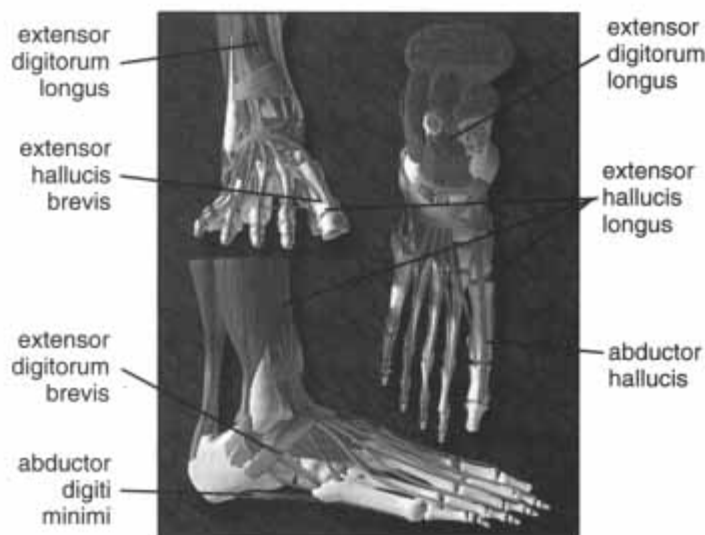 extensor
digitorum
longus
extensor
hallucis
brevis
extensor
digitorum
brevis
abductor
digiti
minimi
extensor
digitorum
longus
extensor
hallucis
longus
abductor
hallucis